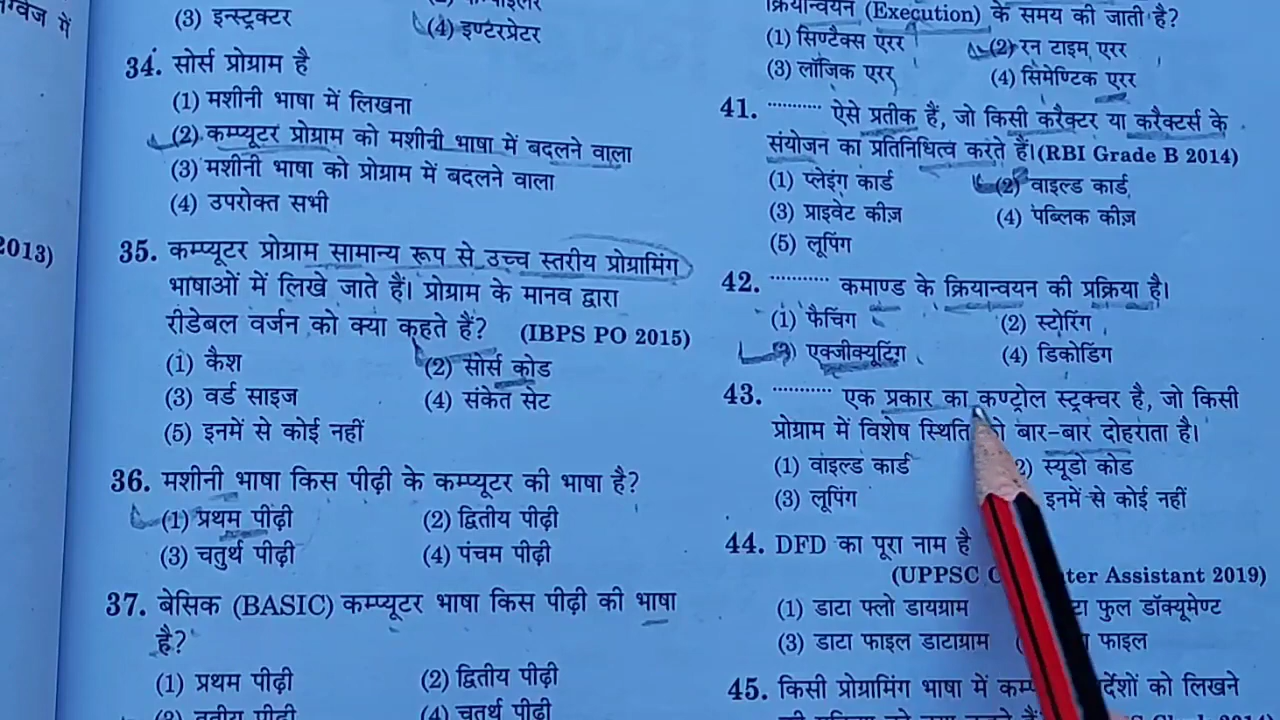 ग्वेज में
2013)
(3) इन्स्ट्रक्टर
(4) इण्टरप्रेटर
34. सोर्स प्रोग्राम है
(1) मशीनी भाषा में लिखना
(2) कम्प्यूटर प्रोग्राम को मशीनी भाषा में बदलने वाला
(3) मशीनी भाषा को प्रोग्राम में बदलने वाला
(4) उपरोक्त सभी
35. कम्प्यूटर प्रोग्राम सामान्य रूप से उच्च स्तरीय प्रोग्रामिंग
भाषाओं में लिखे जाते हैं। प्रोग्राम के मानव द्वारा
रीडेबल वर्जन को क्या कहते हैं? (IBPS PO 2015)
(1) कैश (2) सोर्स कोड
(3) वर्ड साइज (4) संकेत सेट
(5) इनमें से कोई नहीं
36. मशीनी भाषा किस पीढ़ी के कम्प्यूटर की भाषा है?
(1) प्रथम पीढ़ी (2) द्वितीय पीढ़ी
(3) चतुर्थ पीढ़ी (4) पंचम पीढ़ी
37. बेसिक (BASIC) कम्प्यूटर भाषा किस पीढ़ी की भाषा
है?
(1) प्रथम पीढ़ी (2) द्वितीय पीढ़ी
(3) तृतीय पीढ़ी (4) चतुर्थ पीढ़ी
क्रियान्वयन (Execution) के समय की जाती है?
(1) सिण्टैक्स एरर (2) रन टाइम एरर
(3) लॉजिक एरर (4) सिमेण्टिक एरर
41. ........... ऐसे प्रतीक हैं, जो किसी करैक्टर या करैक्टर्स के
संयोजन का प्रतिनिधित्व करते हैं। (RBI Grade B 2014)
(1) प्लेइंग कार्ड (2) वाइल्ड कार्ड
(3) प्राइवेट कीज़ (4) पब्लिक कीज़
(5) लूपिंग
42. ........... कमाण्ड के क्रियान्वयन की प्रक्रिया है।
(1) फैचिंग (2) स्टोरिंग
) एक्जीक्यूटिंग (4) डिकोडिंग
43. ........... एक प्रकार का कण्ट्रोल स्ट्रक्चर है, जो किसी
प्रोग्राम में विशेष स्थिति बार-बार दोहराता है।
(1) वाइल्ड कार्ड 2) स्यूडो कोड
(3) लूपिंग इनमें से कोई नहीं
44. DFD का पूरा नाम है
(UPPSC C ter Assistant 2019)
(1) डाटा फ्लो डायग्राम फुल डॉक्यूमेण्ट
(3) डाटा फाइल डाटाग्राम फाइल
45. किसी प्रोग्रामिंग भाषा में को लिखने